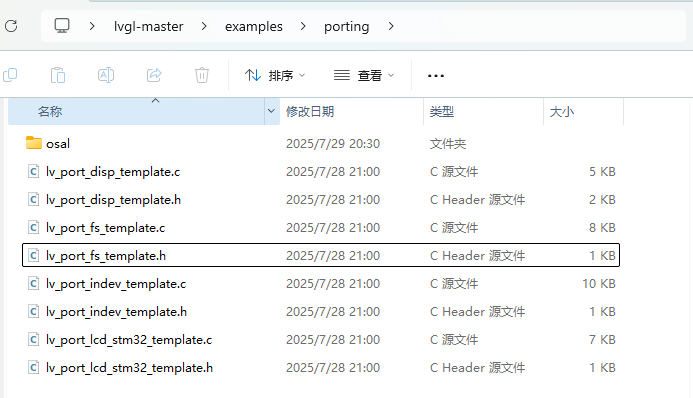 lvgl-master > examples > porting >
排序 查看 ...
名称 修改日期 类型 大小
osal 2025/7/29 20:30 文件夹
lv_port_disp_template.c 2025/7/28 21:00 C 源文件 5 KB
lv_port_disp_template.h 2025/7/28 21:00 C Header 源文件 2 KB
lv_port_fs_template.c 2025/7/28 21:00 C 源文件 8 KB
lv_port_fs_template.h 2025/7/28 21:00 C Header 源文件 1 KB
lv_port_indev_template.c 2025/7/28 21:00 C 源文件 10 KB
lv_port_indev_template.h 2025/7/28 21:00 C Header 源文件 1 KB
lv_port_lcd_stm32_template.c 2025/7/28 21:00 C 源文件 7 KB
lv_port_lcd_stm32_template.h 2025/7/28 21:00 C Header 源文件 1 KB